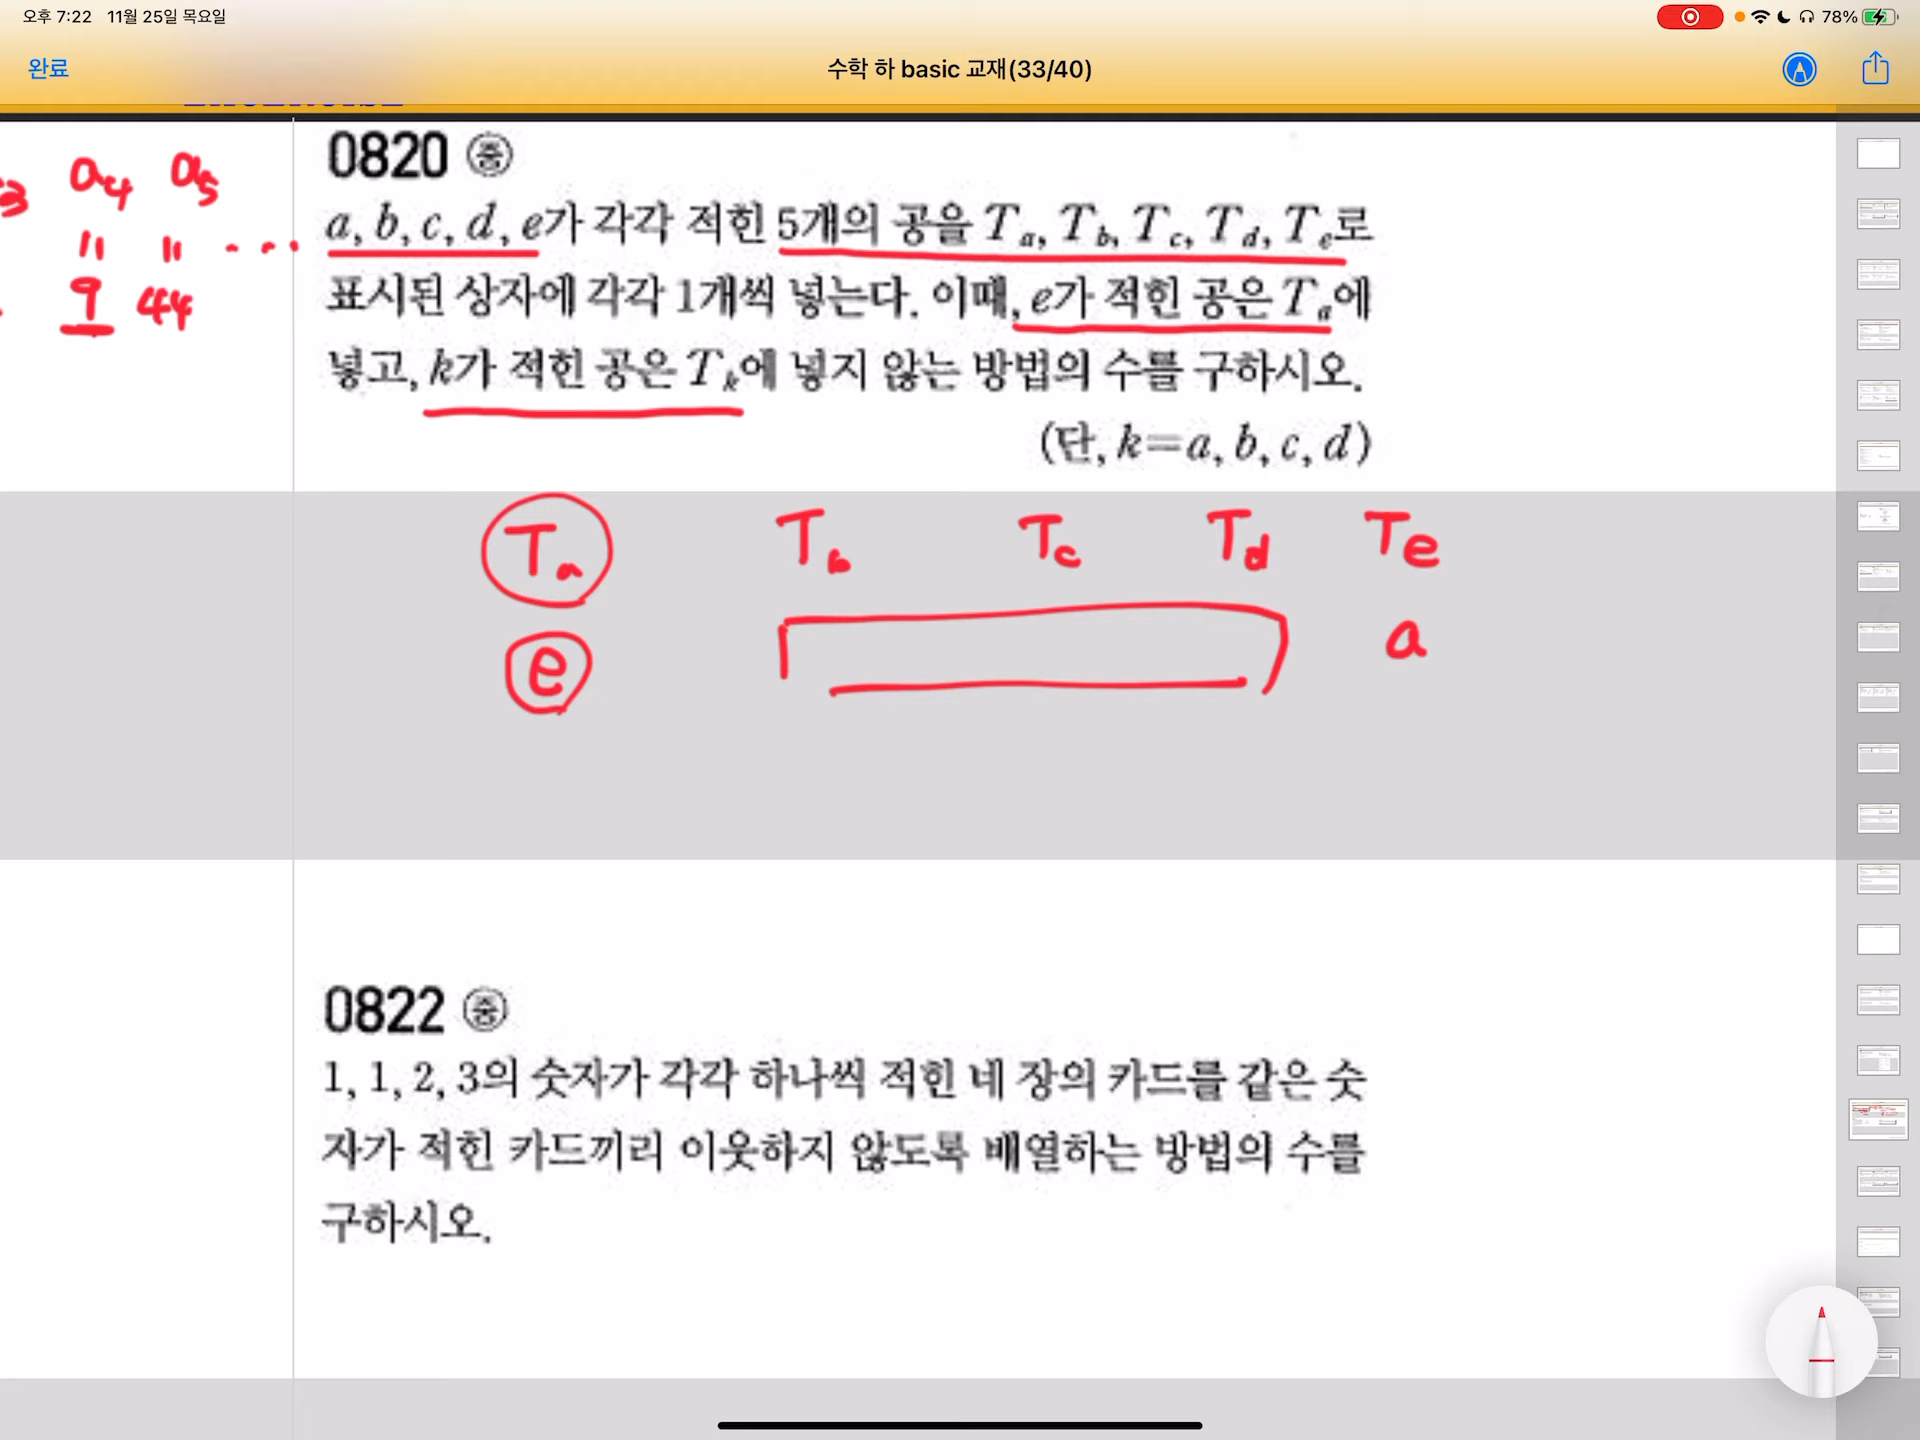 오후 7:22 11월 25일 목요일
78%
완료
수학 하 basic 교재(33/40)
3 a4 a5
11 11 ...
9 44
0820 중
a, b, c, d, e가 각각 적힌 5개의 공을 Ta, Tb, Tc, Td, Te로
표시된 상자에 각각 1개씩 넣는다. 이때, e가 적힌 공은 Ta에
넣고, k가 적힌 공은 Tk에 넣지 않는 방법의 수를 구하시오.
(단, k=a, b, c, d)
Ta Tb Tc Td Te
e a
0822 중
1, 1, 2, 3의 숫자가 각각 하나씩 적힌 네 장의 카드를 같은 숫
자가 적힌 카드끼리 이웃하지 않도록 배열하는 방법의 수를
구하시오.